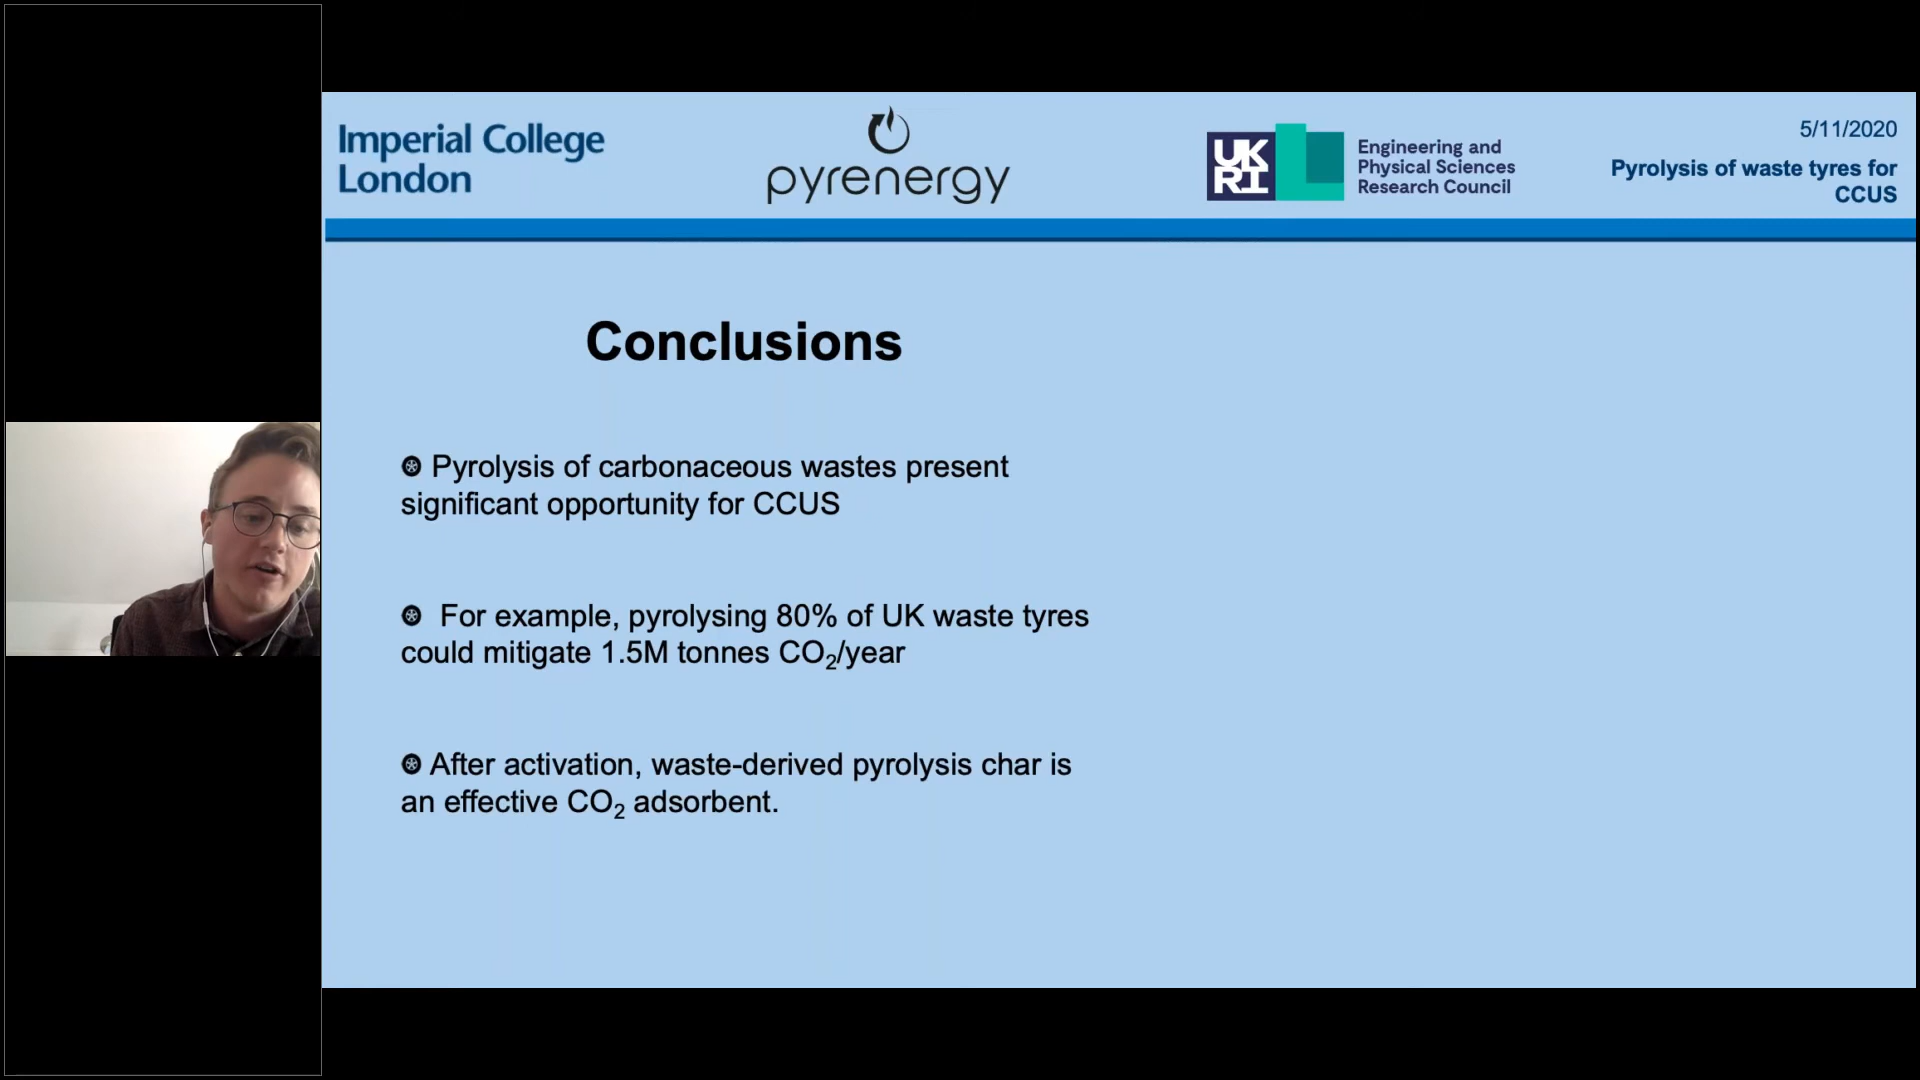 Imperial College
London
pyrenergy
UK
RI
Engineering and
Physical Sciences
Research Council
5/11/2020
Pyrolysis of waste tyres for
CCUS
Conclusions
Pyrolysis of carbonaceous wastes present
significant opportunity for CCUS
For example, pyrolysing 80% of UK waste tyres
could mitigate 1.5M tonnes CO₂/year
After activation, waste-derived pyrolysis char is
an effective CO₂ adsorbent.